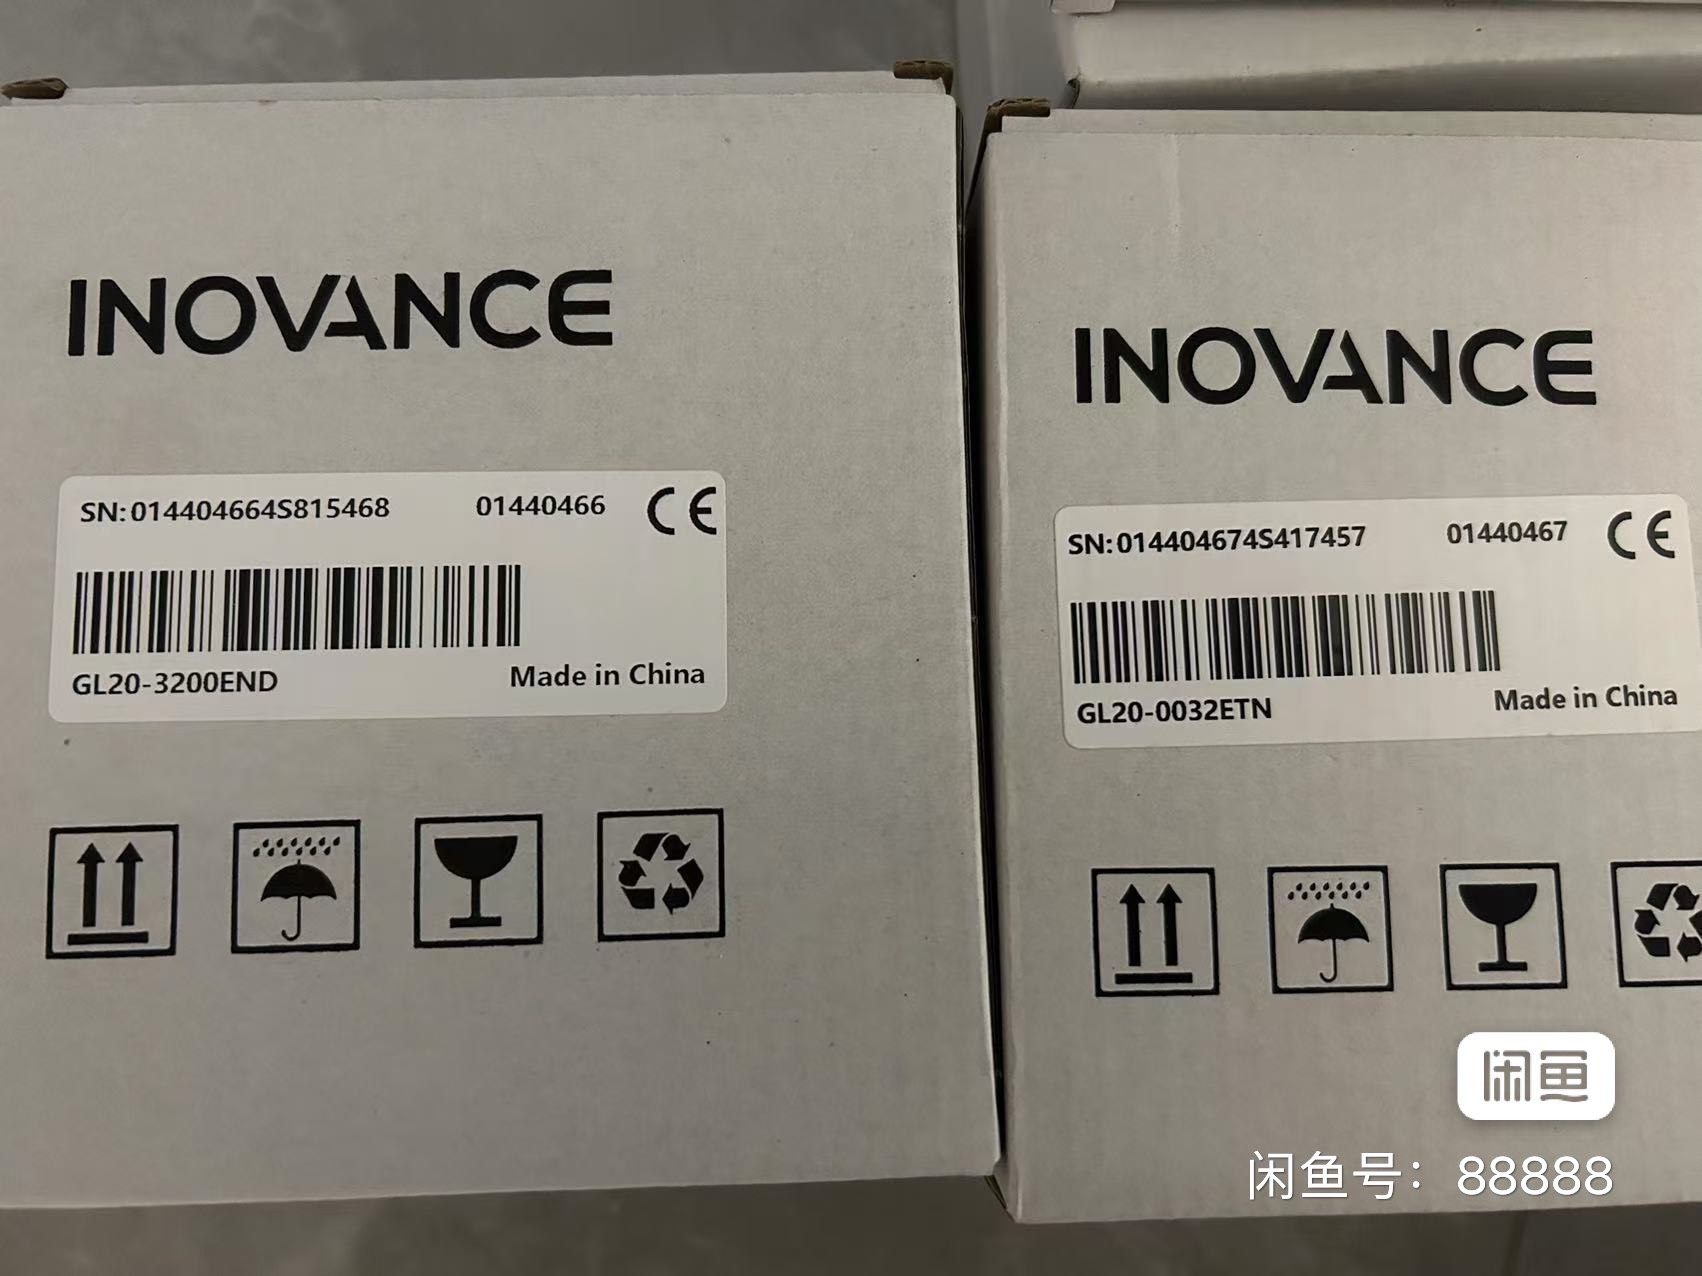 INOVANCE
SN:014404664S815468 01440466 CE
GL20-3200END Made in China
INOVANCE
SN:014404674S417457 01440467 CE
GL20-0032ETN Made in China
闲鱼
闲鱼号：88888